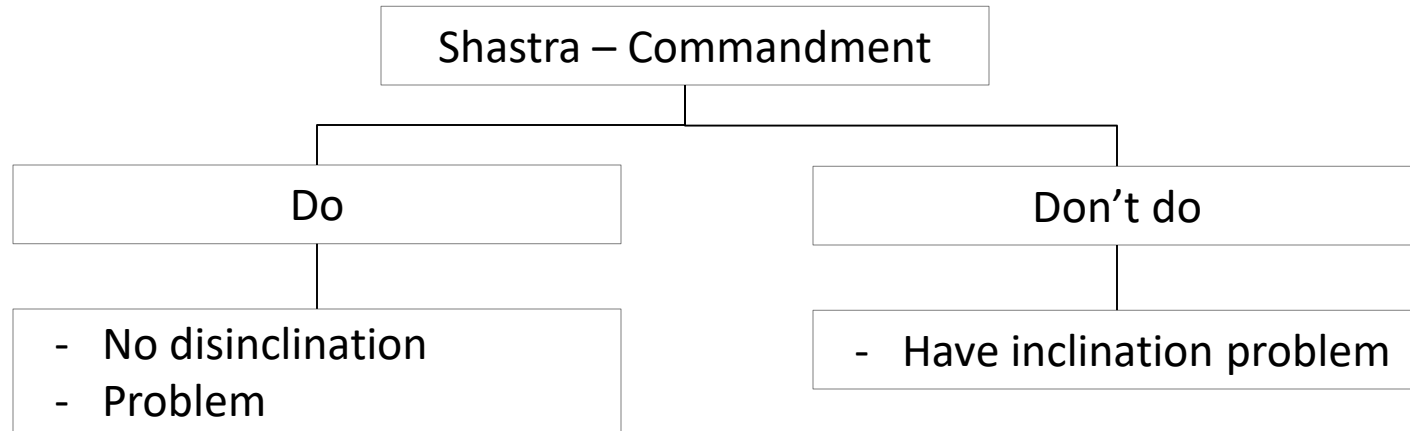 Shastra – Commandment
Do
Don’t do
- No disinclination
- Problem
- Have inclination problem